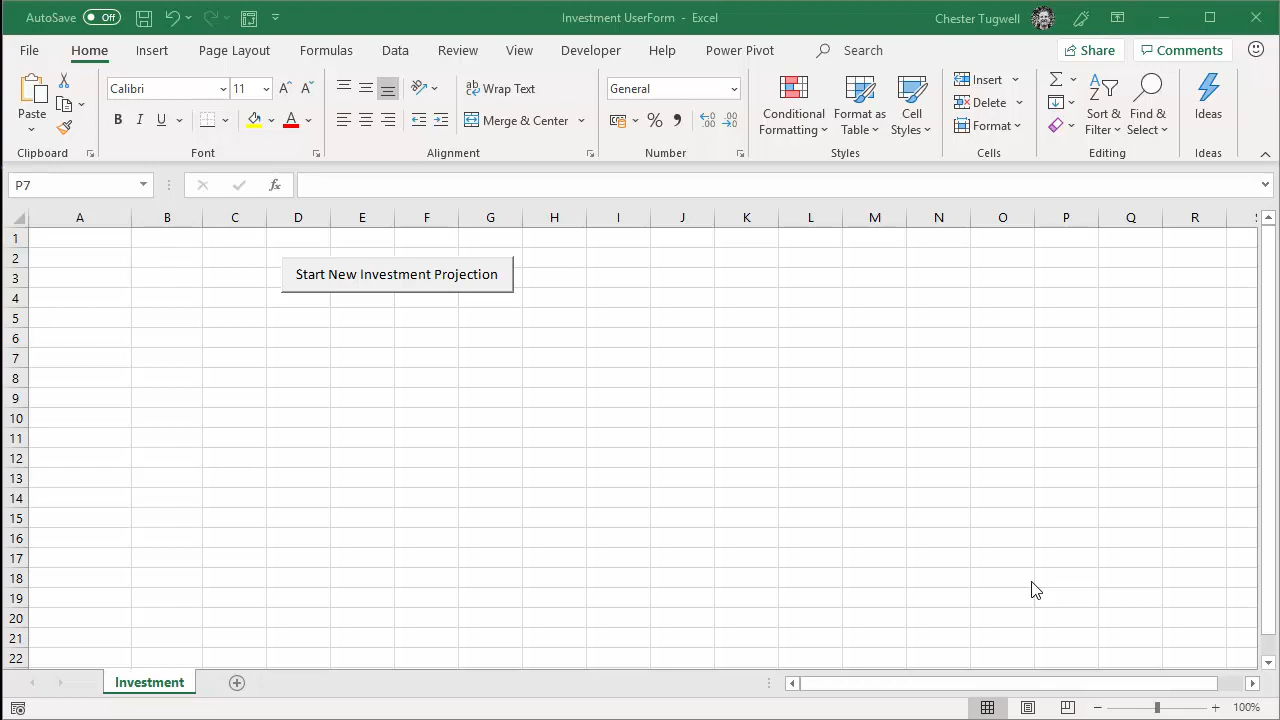 AutoSave Off Investment UserForm - Excel Chester Tugwell
File Home Insert Page Layout Formulas Data Review View Developer Help Power Pivot Search Share Comments
Calibri 11 Wrap Text General Insert
Paste B I U Merge & Center % , Conditional Formatting Format as Table Cell Styles Delete Sort & Filter Find & Select Ideas
Format
Clipboard Font Alignment Number Styles Cells Editing Ideas
P7 fx
A B C D E F G H I J K L M N O P Q R
1
2
Start New Investment Projection
3
4
5
6
7
8
9
10
11
12
13
14
15
16
17
18
19
20
21
22
Investment
100%